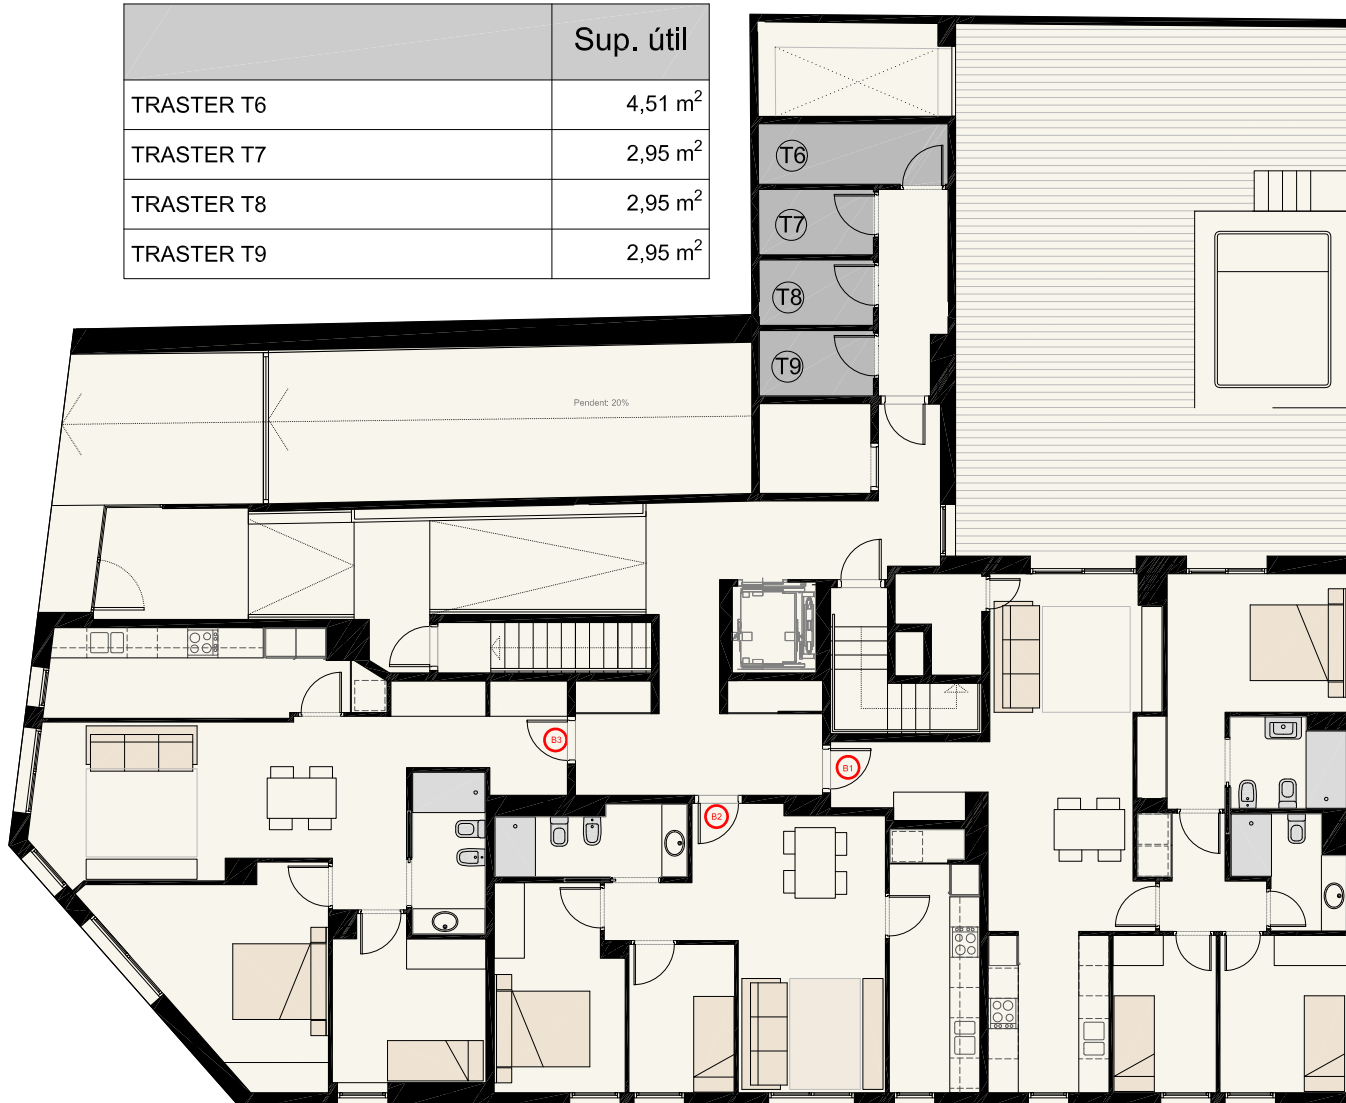 Sup. útil
TRASTER T6 4,51 m²
TRASTER T7 2,95 m²
TRASTER T8 2,95 m²
TRASTER T9 2,95 m²
T6
T7
T8
T9
Pendent: 20%
B3
B1
B2